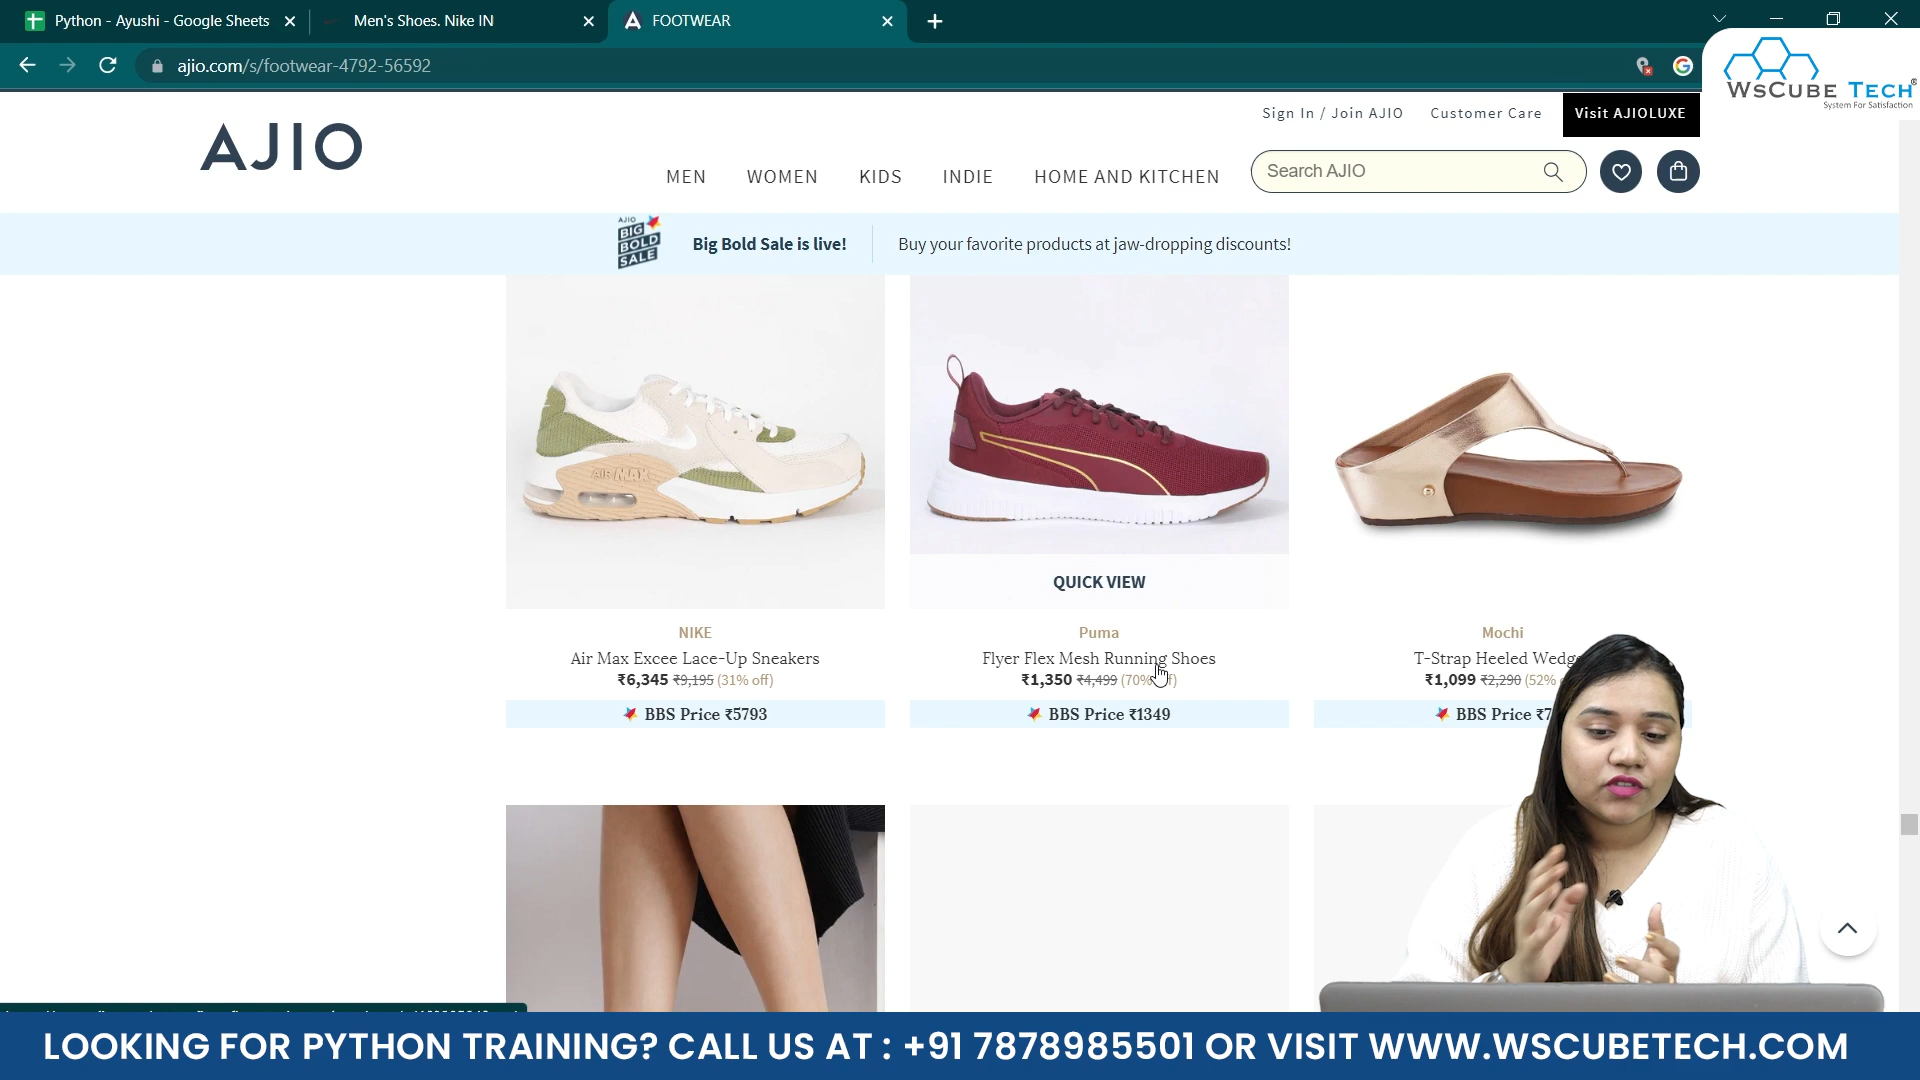 Python - Ayushi - Google Sheets
Men's Shoes. Nike IN
FOOTWEAR
ajio.com/s/footwear-4792-56592
WSCUBE TECH
System For Satisfaction
Sign In / Join AJIO
Customer Care
Visit AJIOLUXE
AJIO
MEN
WOMEN
KIDS
INDIE
HOME AND KITCHEN
Search AJIO
AJIO
BIG
BOLD
SALE
Big Bold Sale is live!
Buy your favorite products at jaw-dropping discounts!
AIR MAX
QUICK VIEW
NIKE
Air Max Excee Lace-Up Sneakers
₹6,345 ₹9,195 (31% off)
BBS Price ₹5793
Puma
Flyer Flex Mesh Running Shoes
₹1,350 ₹4,499 (70%
BBS Price ₹1349
Mochi
T-Strap Heeled
₹1,099 ₹2,290 (52%
BBS Price
LOOKING FOR PYTHON TRAINING? CALL US AT : +91 7878985501 OR VISIT WWW.WSCUBETECH.COM